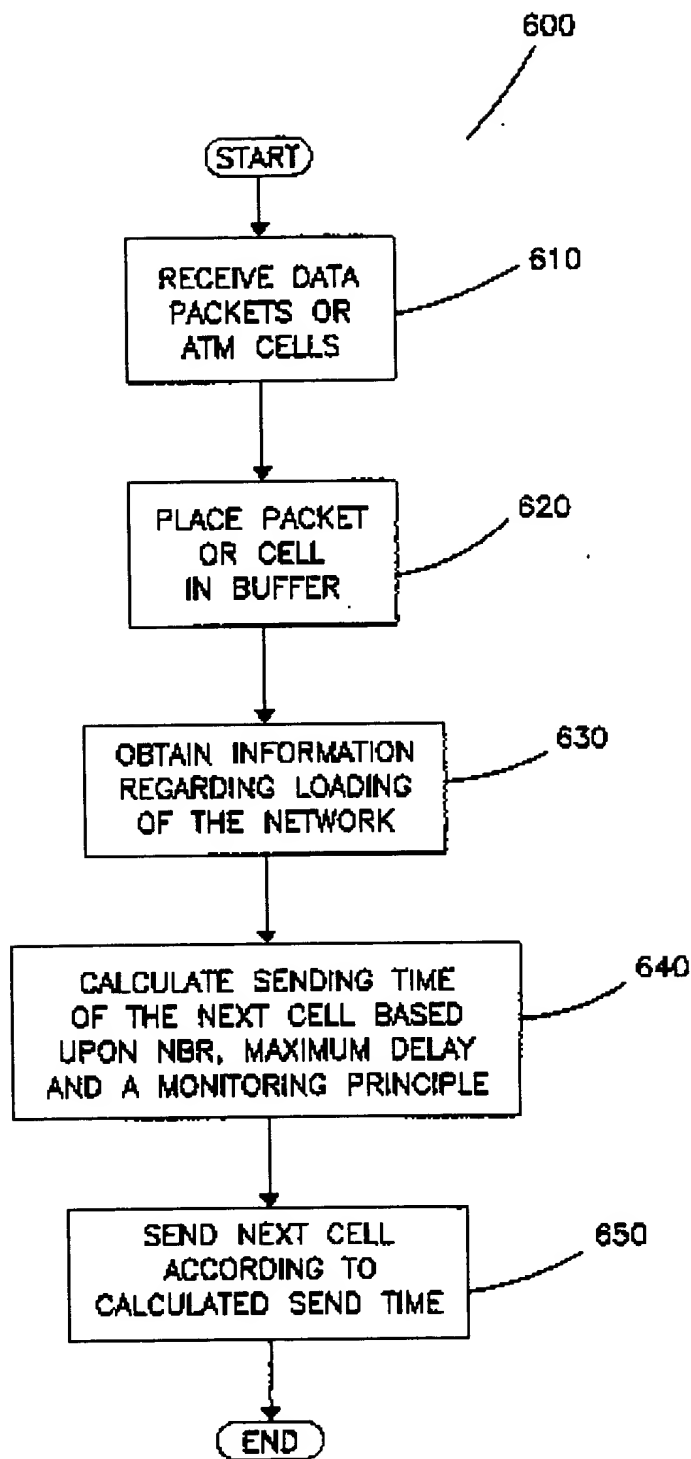 600
START
RECEIVE DATA
PACKETS OR
ATM CELLS
610
PLACE PACKET
OR CELL
IN BUFFER
620
OBTAIN INFORMATION
REGARDING LOADING
OF THE NETWORK
630
CALCULATE SENDING TIME
OF THE NEXT CELL BASED
UPON NBR, MAXIMUM DELAY
AND A MONITORING PRINCIPLE
640
SEND NEXT CELL
ACCORDING TO
CALCULATED SEND TIME
650
END